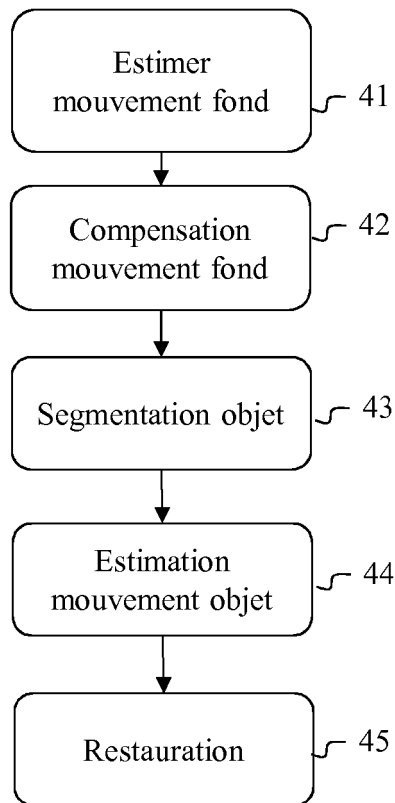 Estimer
mouvement fond
41
Compensation
mouvement fond
42
Segmentation objet
43
Estimation
mouvement objet
44
Restauration
45